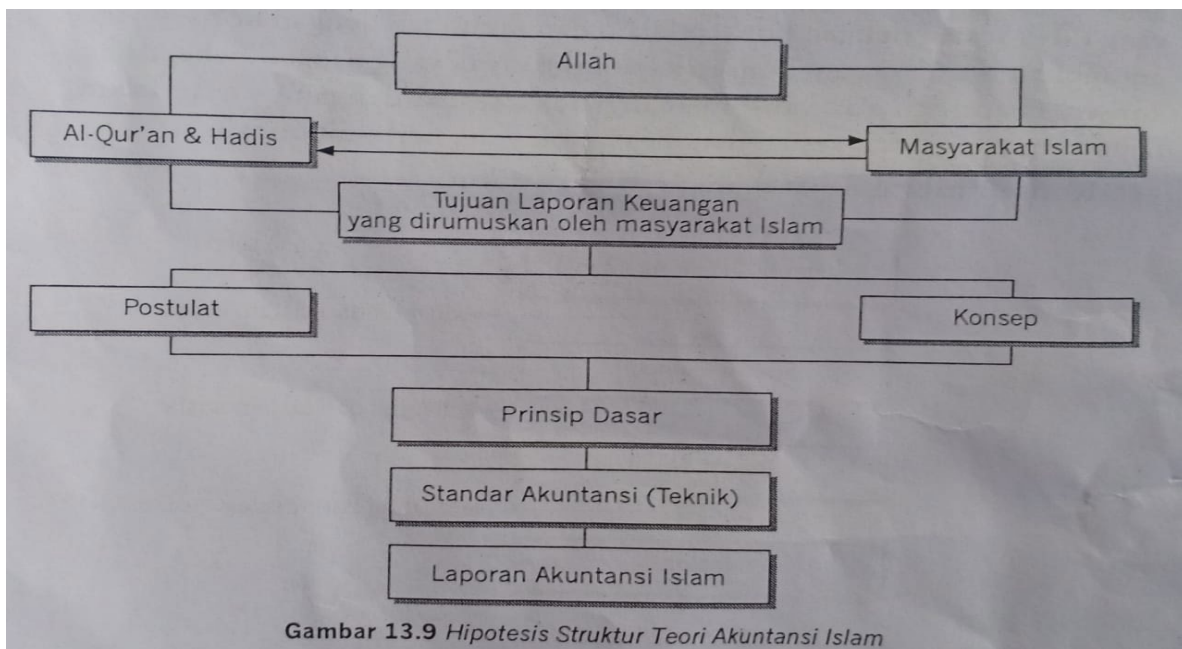 Allah
Al-Qur'an & Hadis
Masyarakat Islam
Tujuan Laporan Keuangan
yang dirumuskan oleh masyarakat Islam
Postulat
Konsep
Prinsip Dasar
Standar Akuntansi (Teknik)
Laporan Akuntansi Islam
Gambar 13.9 Hipotesis Struktur Teori Akuntansi Islam